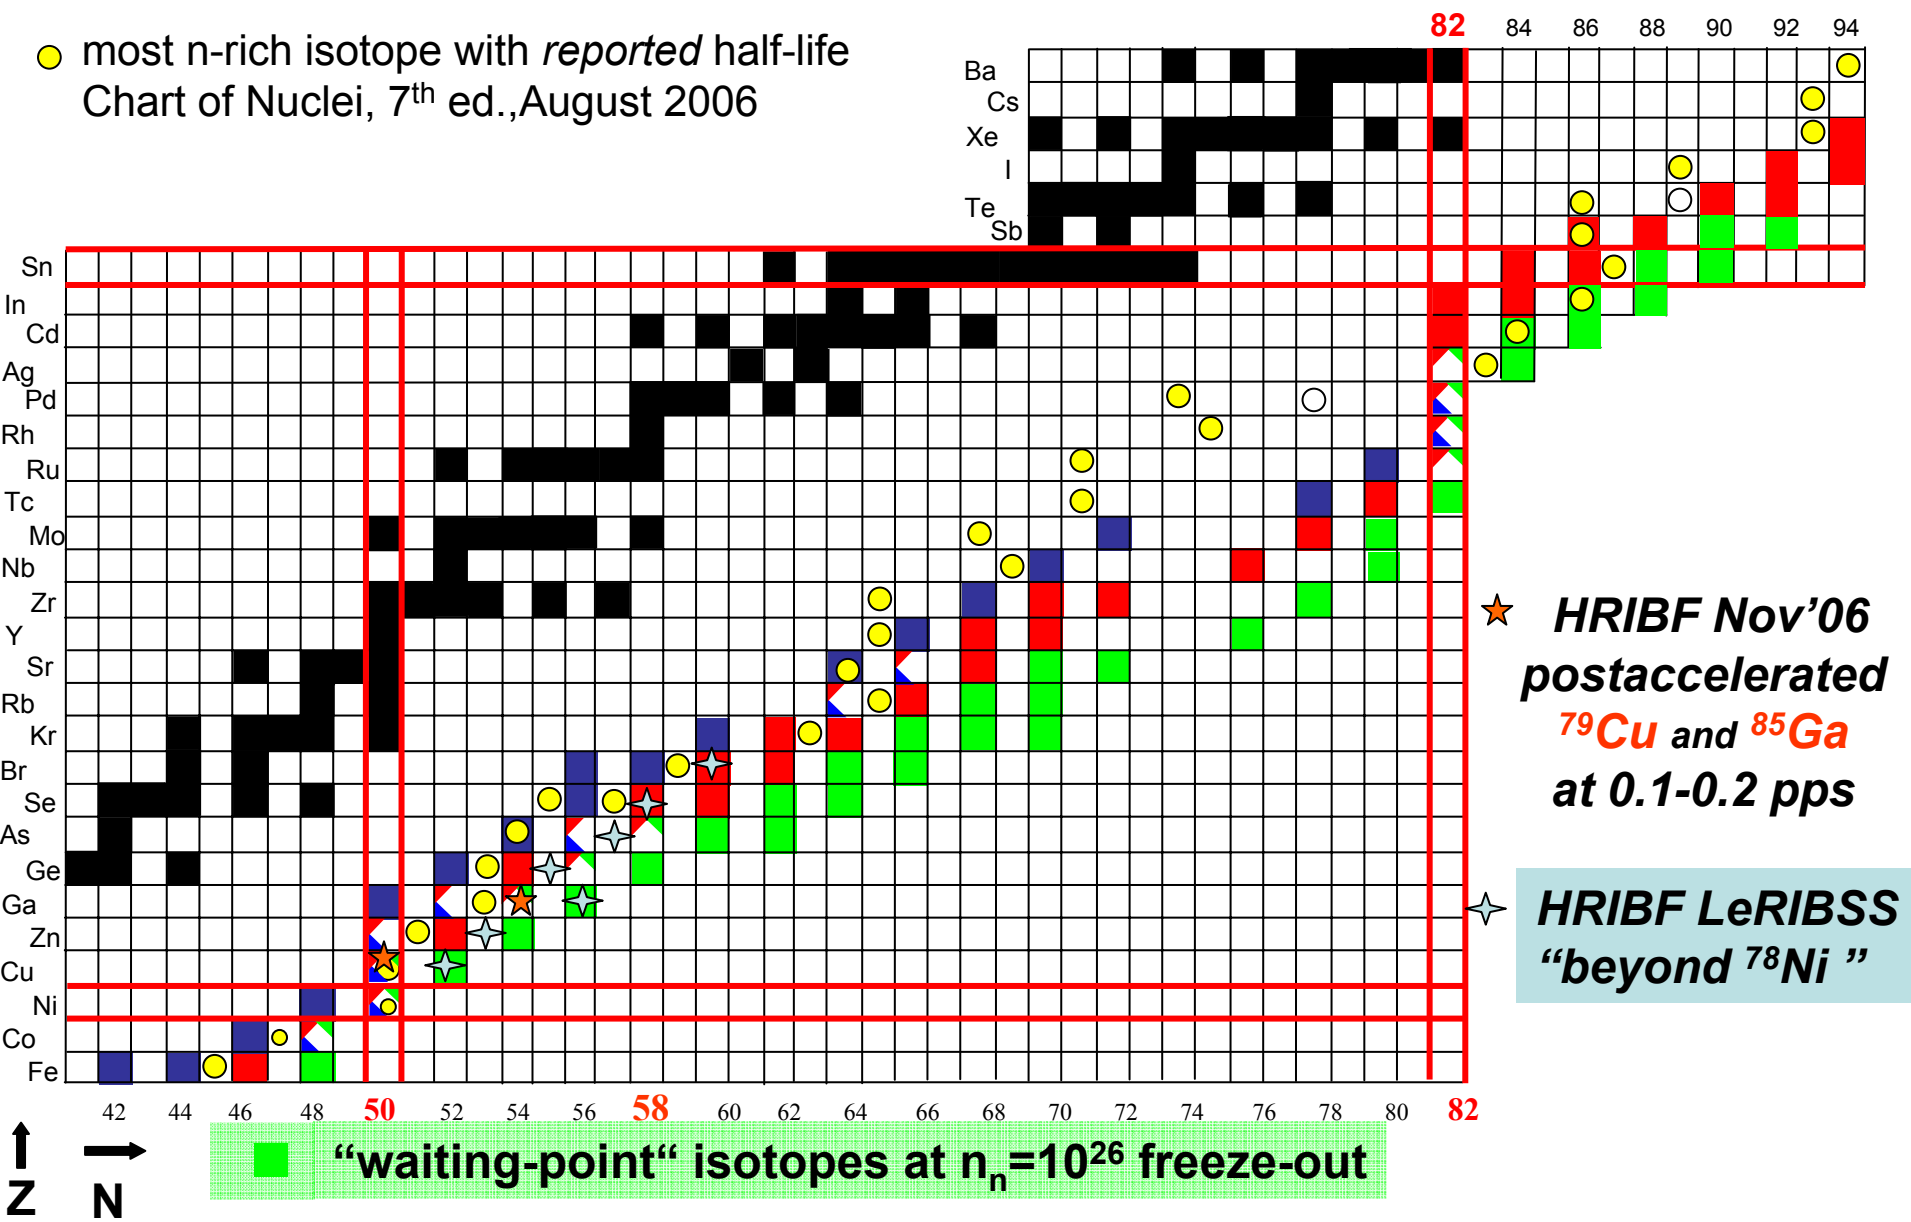 82 84 86 88 90 92 94
most n-rich isotope with reported half-life
Chart of Nuclei, 7th ed.,August 2006
Ba
Cs
Xe
I
Te
Sb
Sn
In
Cd
Ag
Pd
Rh
Ru
Tc
Mo
Nb
Zr
Y
Sr
Rb
Kr
Br
Se
As
Ge
Ga
Zn
Cu
Ni
Co
Fe
HRIBF Nov’06
postaccelerated
79Cu and 85Ga
at 0.1-0.2 pps
HRIBF LeRIBSS
“beyond 78Ni ”
42 44 46 48 50 52 54 56 58 60 62 64 66 68 70 72 74 76 78 80 82
“waiting-point“ isotopes at nn=1026 freeze-out
Z N